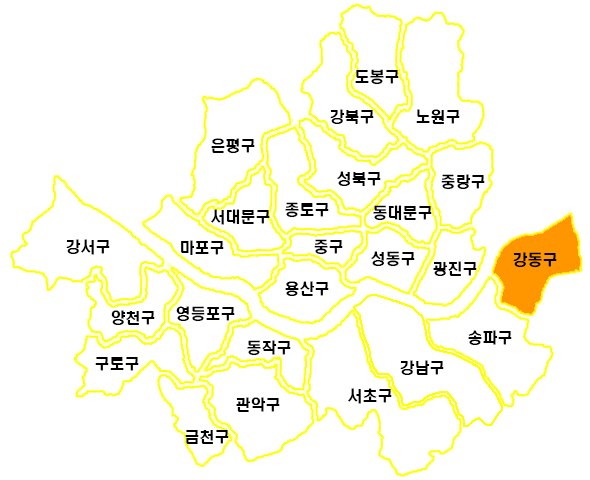 도봉구
강북구
노원구
은평구
성북구
중랑구
서대문구
종토구
동대문구
강서구
마포구
중구
성동구
광진구
강동구
용산구
양천구
영등포구
송파구
동작구
구토구
강남구
서초구
관악구
금천구